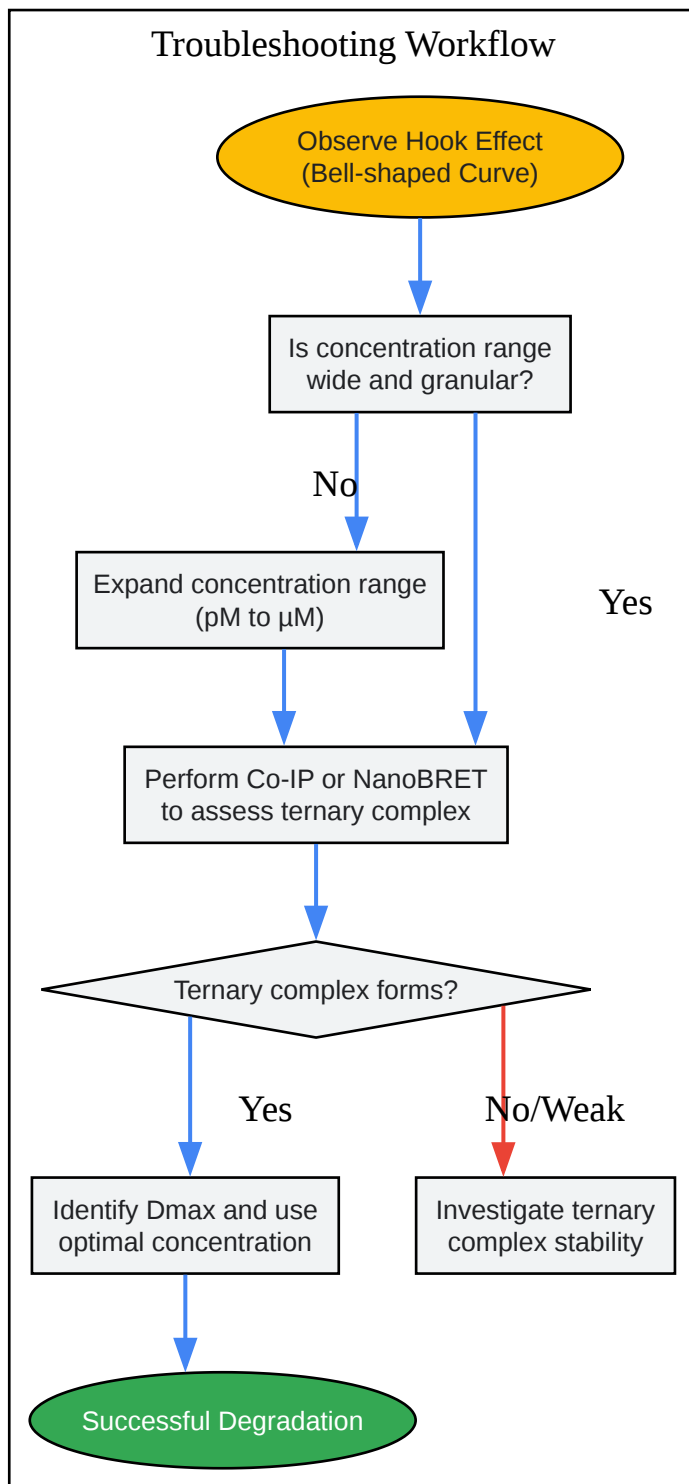 Troubleshooting Workflow
Observe Hook Effect
(Bell-shaped Curve)
Is concentration range
wide and granular?
No
Expand concentration range
(pM to µM)
Yes
Perform Co-IP or NanoBRET
to assess ternary complex
Ternary complex forms?
Yes
No/Weak
Identify Dmax and use
optimal concentration
Investigate ternary
complex stability
Successful Degradation